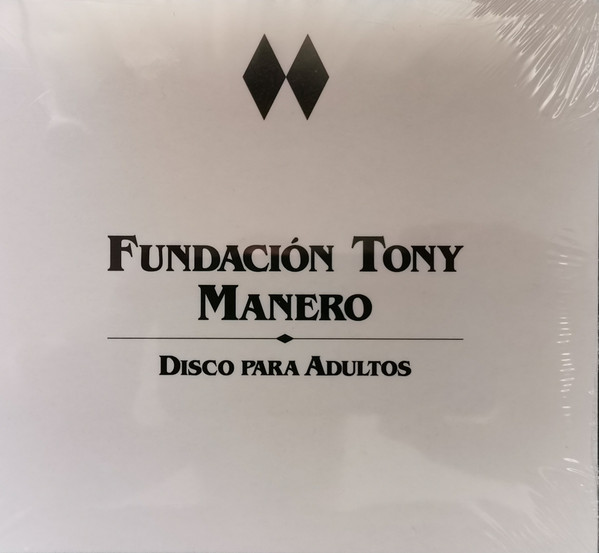 FUNDACIÓN TONY
MANERO
DISCO PARA ADULTOS